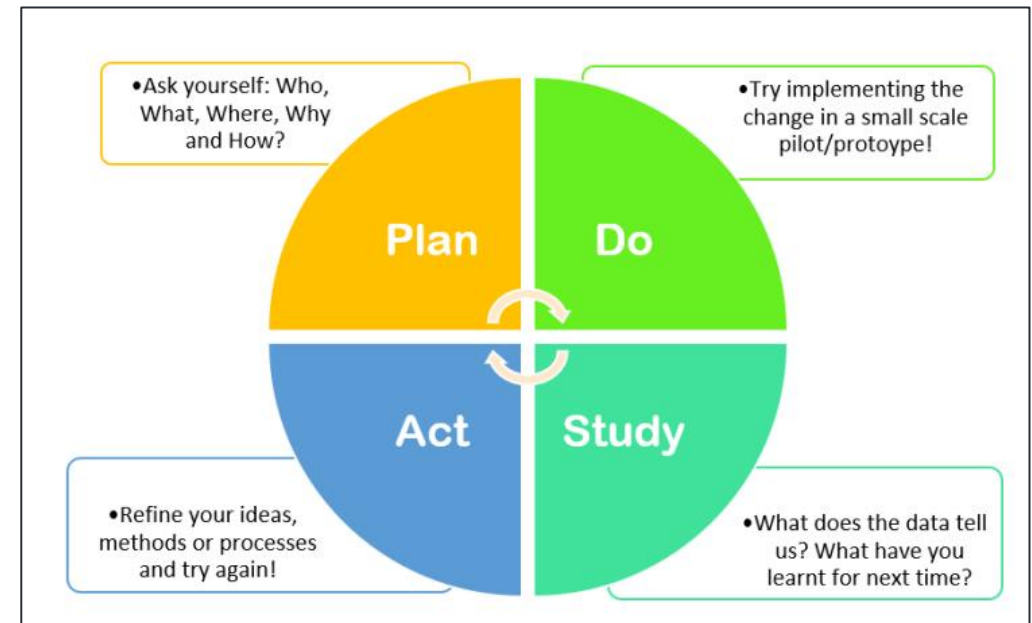 •Ask yourself: Who,
What, Where, Why
and How?
•Try implementing the
change in a small scale
pilot/protoype!
Plan
Do
Act
Study
•Refine your ideas,
methods or processes
and try again!
•What does the data tell
us? What have you
learnt for next time?